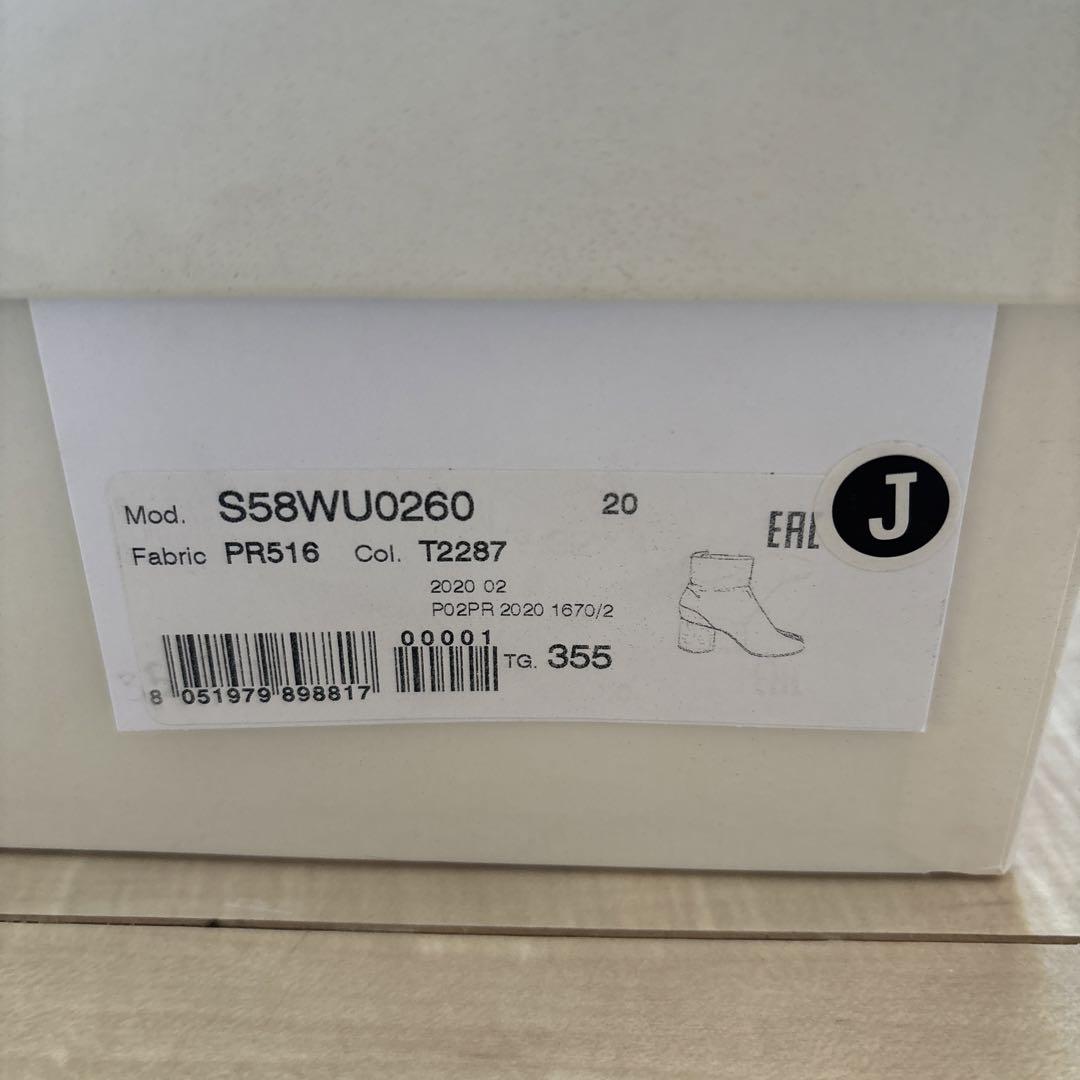 Mod. S58WU0260 20
EAC
J
Fabric PR516 Col. T2287
2020 02
P02PR 2020 1670/2
00001
TG. 355
8 051979 898817